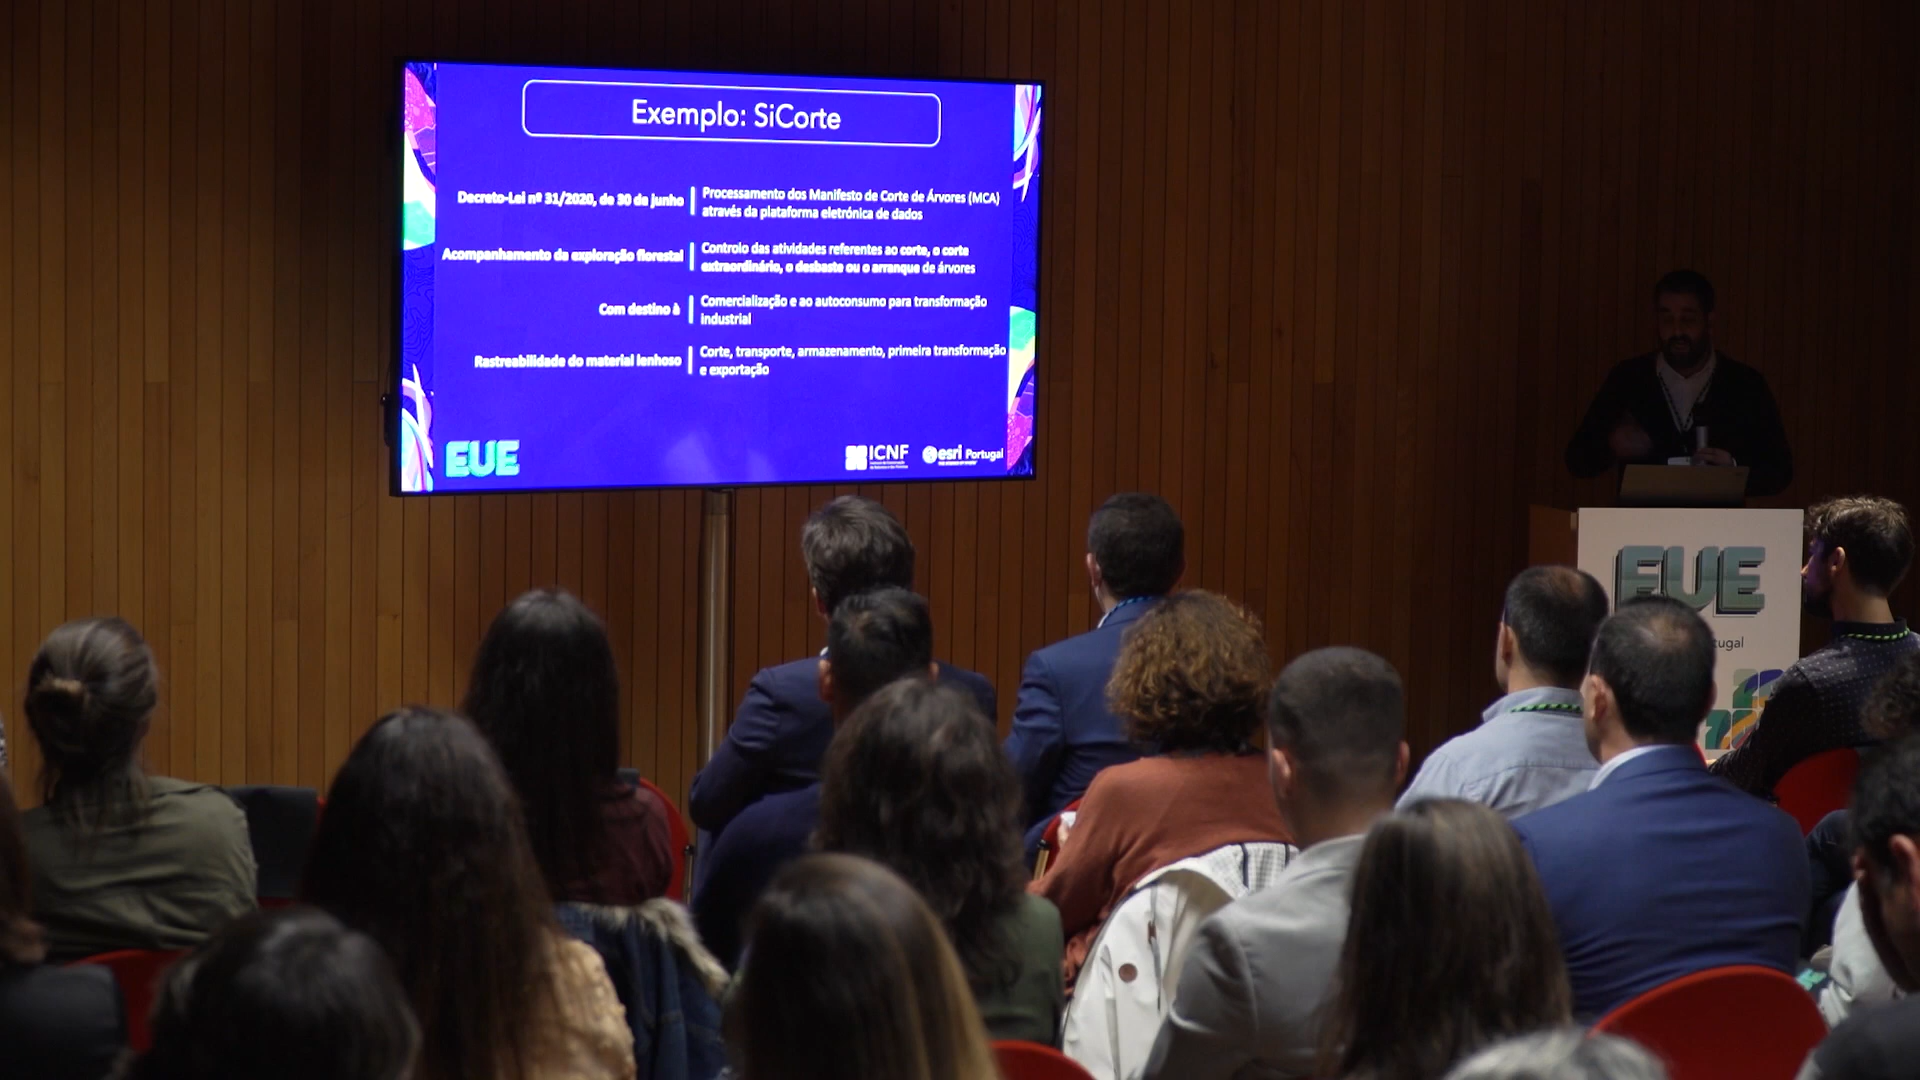 Exemplo: SiCorte
Decreto-Lei nº 31/2020, de 30 de junho
Processamento dos Manifesto de Corte de Árvores (MCA)
através da plataforma eletrónica de dados
Acompanhamento da exploração florestal
Controlo das atividades referentes ao corte, o corte
extraordinário, o desbaste ou o arranque de árvores
Com destino à
Comercialização e ao autoconsumo para transformação
industrial
Rastreabilidade do material lenhoso
Corte, transporte, armazenamento, primeira transformação
e exportação
EUE
ICNF
esri Portugal
EUE
tugal